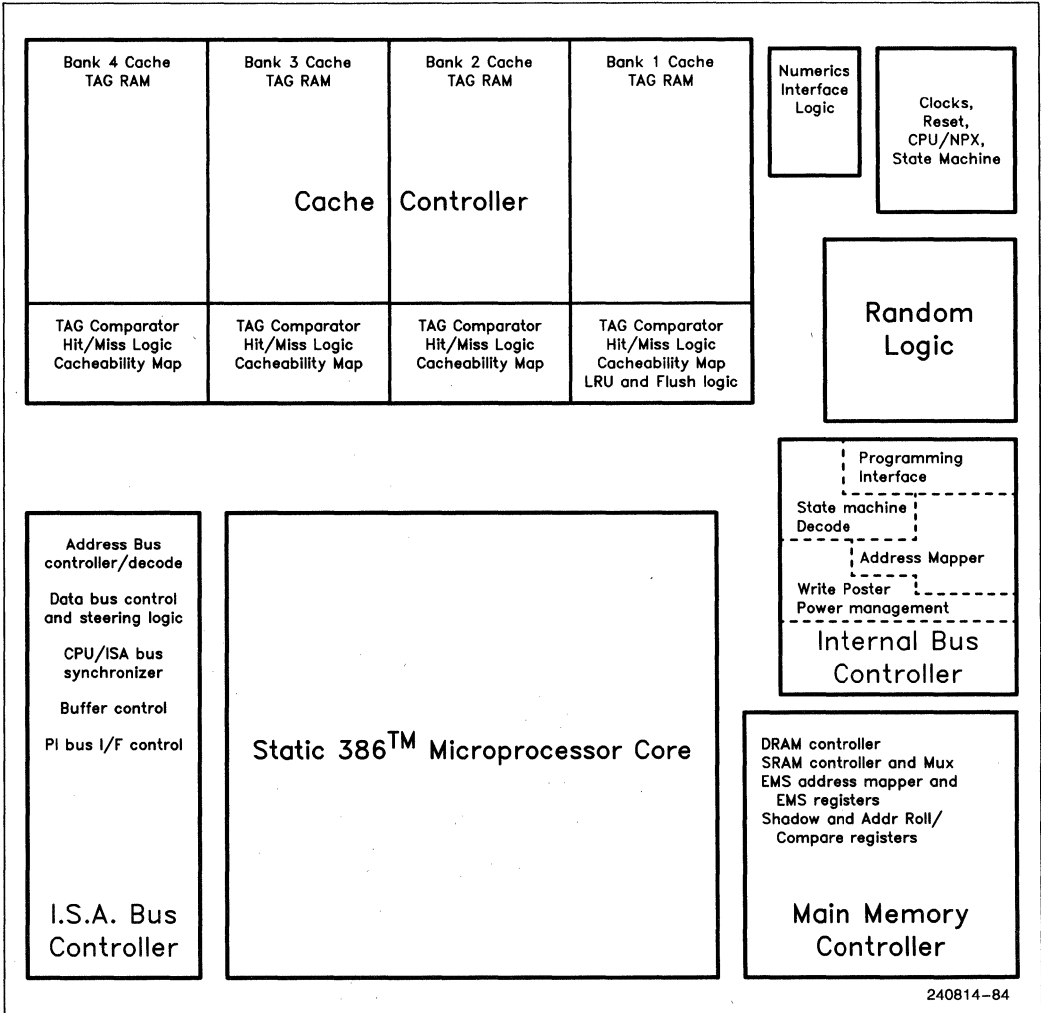 Bank 4 Cache
TAG RAM
Bank 3 Cache
TAG RAM
Bank 2 Cache
TAG RAM
Bank 1 Cache
TAG RAM
Cache Controller
TAG Comparator
Hit/Miss Logic
Cacheability Map
TAG Comparator
Hit/Miss Logic
Cacheability Map
TAG Comparator
Hit/Miss Logic
Cacheability Map
TAG Comparator
Hit/Miss Logic
Cacheability Map
LRU and Flush logic
Numerics
Interface
Logic
Clocks,
Reset,
CPU/NPX,
State Machine
Random
Logic
Programming
Interface
State machine
Decode
Address Mapper
Write Poster
Power management
Internal Bus
Controller
Address Bus
controller/decode
Data bus control
and steering logic
CPU/ISA bus
synchronizer
Buffer control
PI bus I/F control
I.S.A. Bus
Controller
Static 386TM Microprocessor Core
DRAM controller
SRAM controller and Mux
EMS address mapper and
EMS registers
Shadow and Addr Roll/
Compare registers
Main Memory
Controller
240814-84